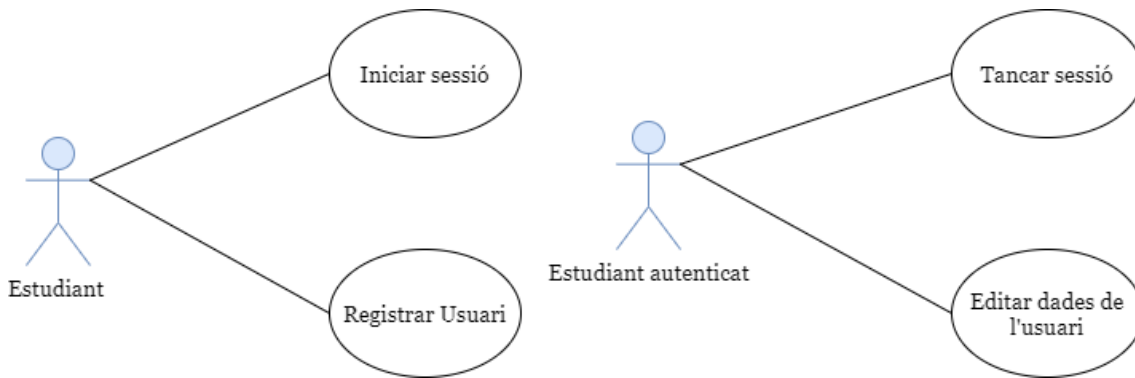 Iniciar sessió
Estudiant
Registrar Usuari
Tancar sessió
Estudiant autenticat
Editar dades de
l'usuari